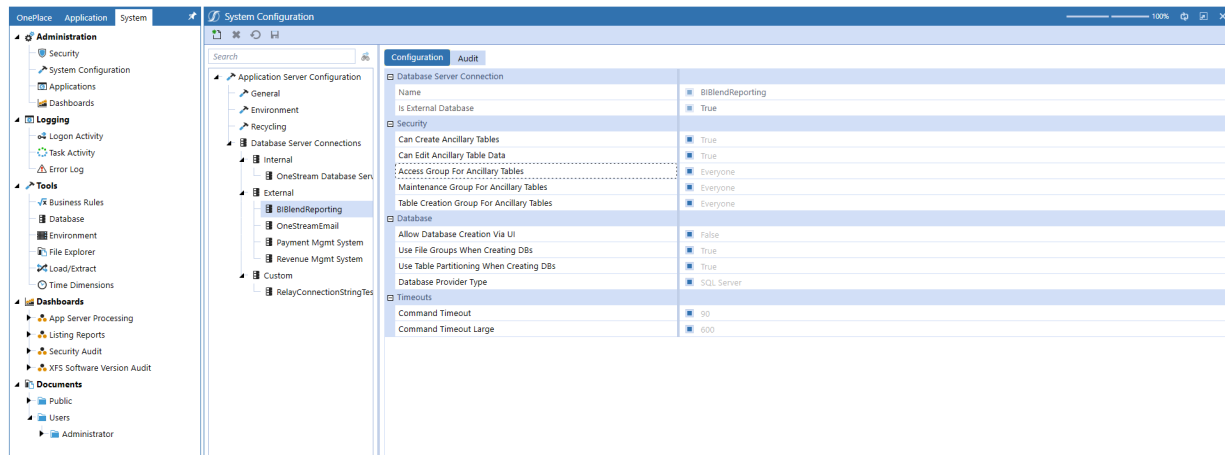 OnePlace Application System
Administration
Security
System Configuration
Applications
Dashboards
Logging
Logon Activity
Task Activity
Error Log
Tools
Business Rules
Database
Environment
File Explorer
Load/Extract
Time Dimensions
Dashboards
App Server Processing
Listing Reports
Security Audit
XFS Software Version Audit
Documents
Public
Users
Administrator
System Configuration 100%
Search
Application Server Configuration
General
Environment
Recycling
Database Server Connections
Internal
OneStream Database Serv
External
BIBlendReporting
OneStreamEmail
Payment Mgmt System
Revenue Mgmt System
Custom
RelayConnectionStringTes
Configuration Audit
Database Server Connection
Name BIBlendReporting
Is External Database True
Security
Can Create Ancillary Tables True
Can Edit Ancillary Table Data True
Access Group For Ancillary Tables Everyone
Maintenance Group For Ancillary Tables Everyone
Table Creation Group For Ancillary Tables Everyone
Database
Allow Database Creation Via UI False
Use File Groups When Creating DBs True
Use Table Partitioning When Creating DBs True
Database Provider Type SQL Server
Timeouts
Command Timeout 90
Command Timeout Large 600